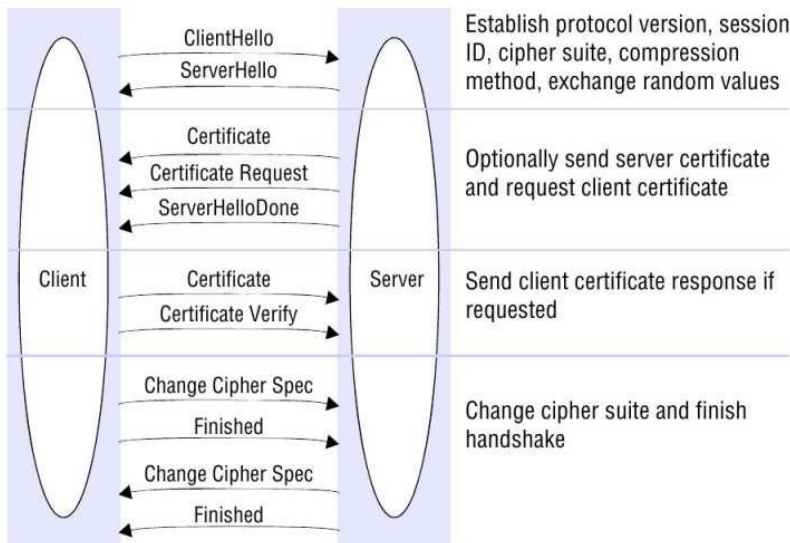 ClientHello
ServerHello
Establish protocol version, session
ID, cipher suite, compression
method, exchange random values
Certificate
Certificate Request
ServerHelloDone
Optionally send server certificate
and request client certificate
Client
Certificate
Certificate Verify
Server
Send client certificate response if
requested
Change Cipher Spec
Finished
Change Cipher Spec
Finished
Change cipher suite and finish
handshake